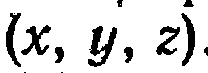 (x, y, z).